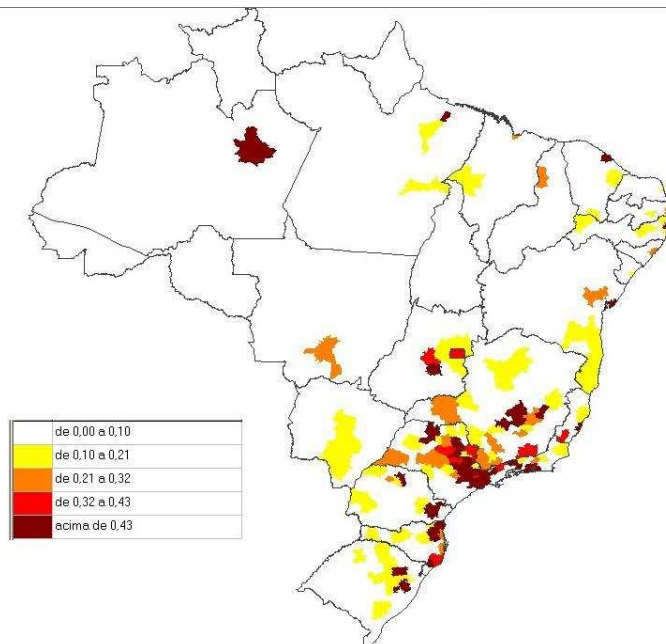 de 0,00 a 0,10
de 0,10 a 0,21
de 0,21 a 0,32
de 0,32 a 0,43
acima de 0,43